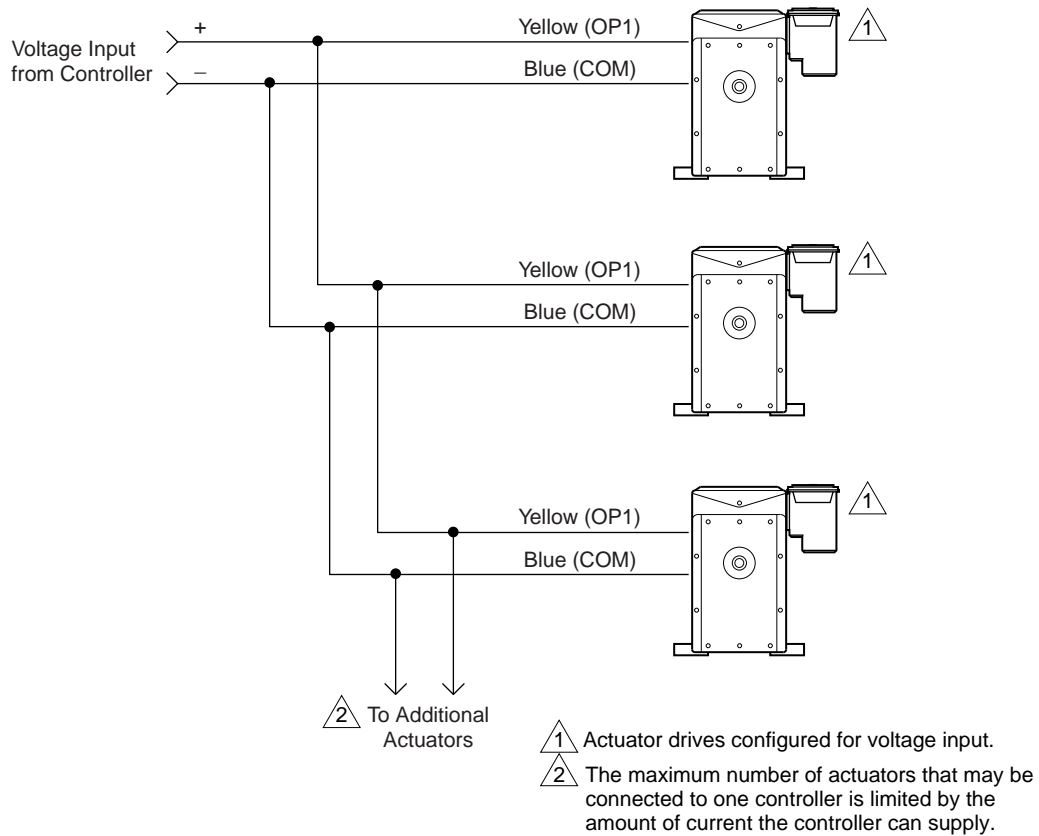 Voltage Input
from Controller
+
–
Yellow (OP1)
Blue (COM)
1
Yellow (OP1)
Blue (COM)
1
Yellow (OP1)
Blue (COM)
1
2 To Additional
Actuators
1 Actuator drives configured for voltage input.
2 The maximum number of actuators that may be
connected to one controller is limited by the
amount of current the controller can supply.